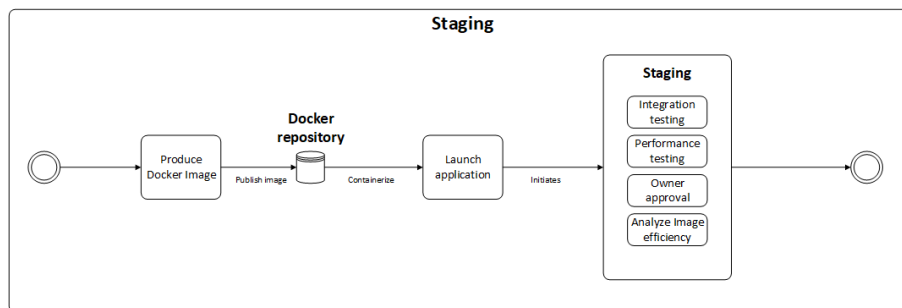 Staging
Produce
Docker Image
Publish image
Docker
repository
Containerize
Launch
application
Initiates
Staging
Integration
testing
Performance
testing
Owner
approval
Analyze Image
efficiency